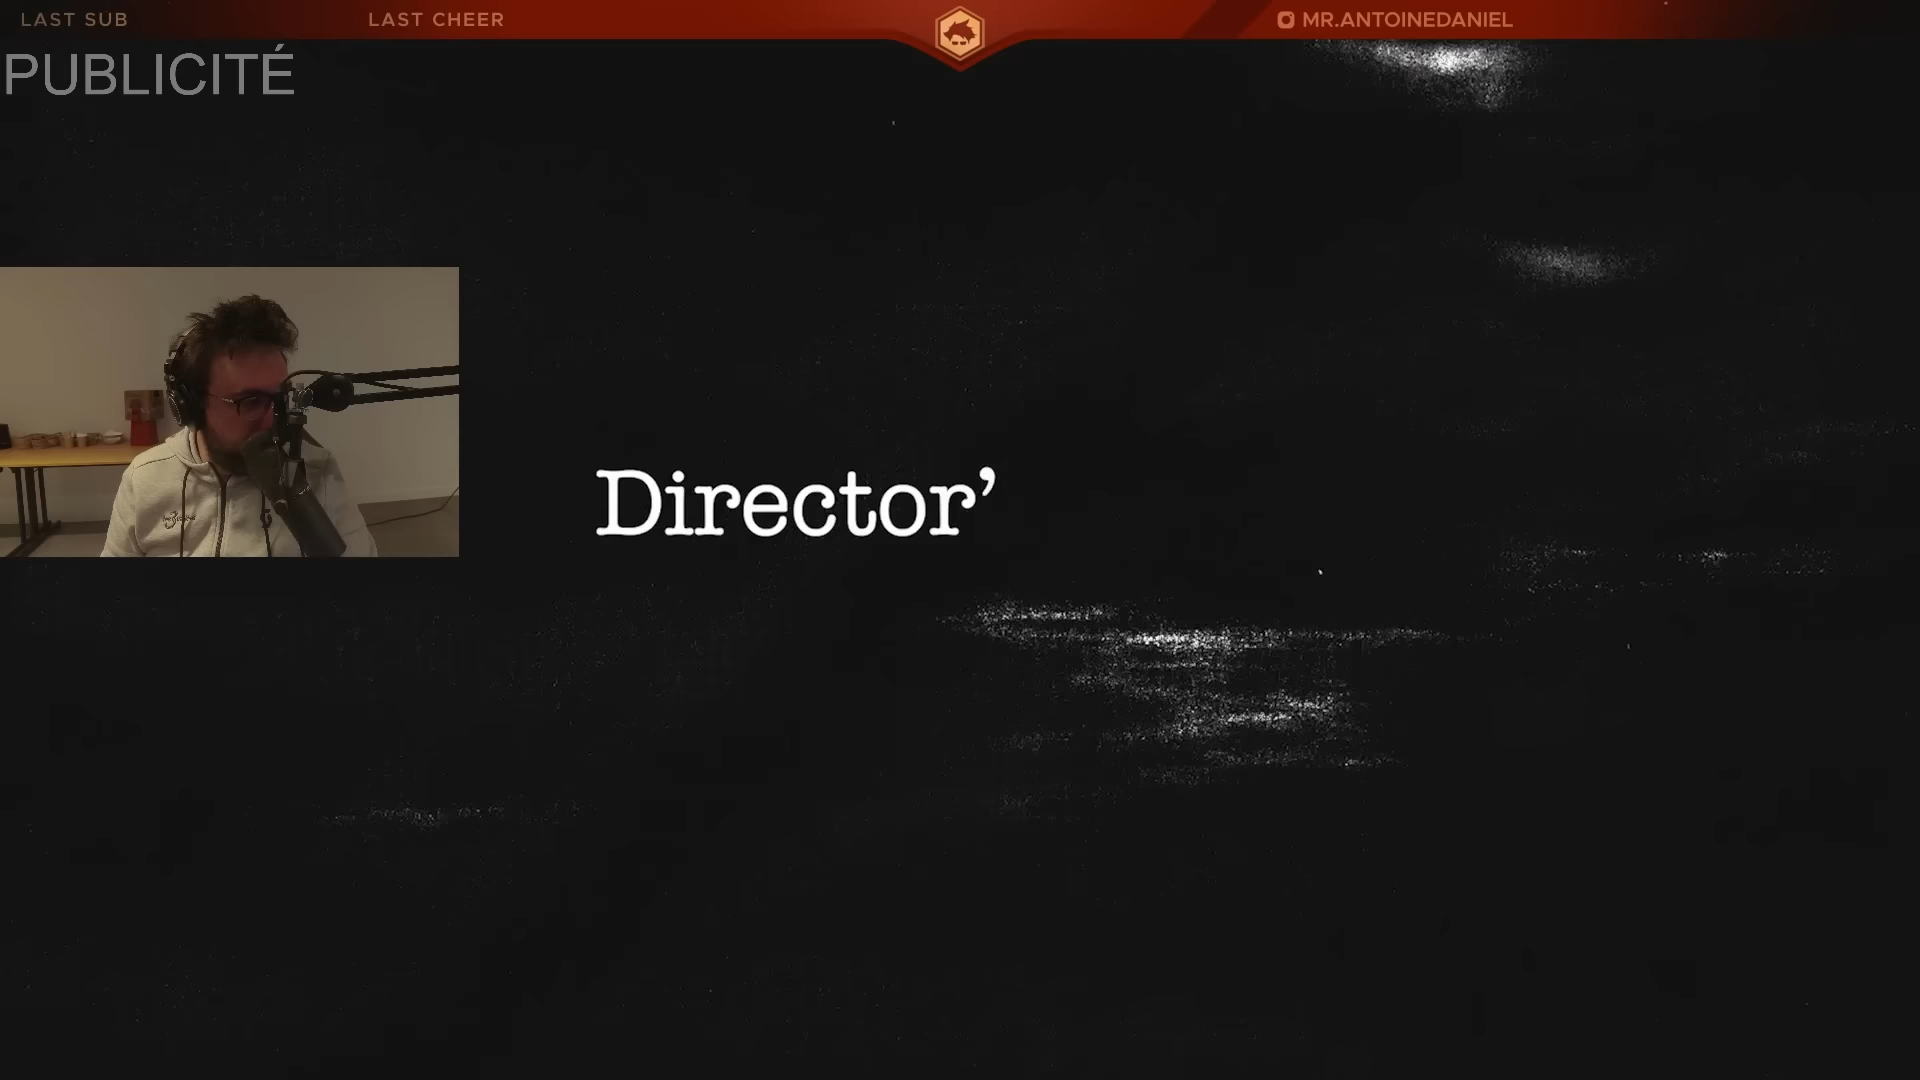 LAST SUB
LAST CHEER
MR.ANTOINEDANIEL
PUBLICITÉ
Director’